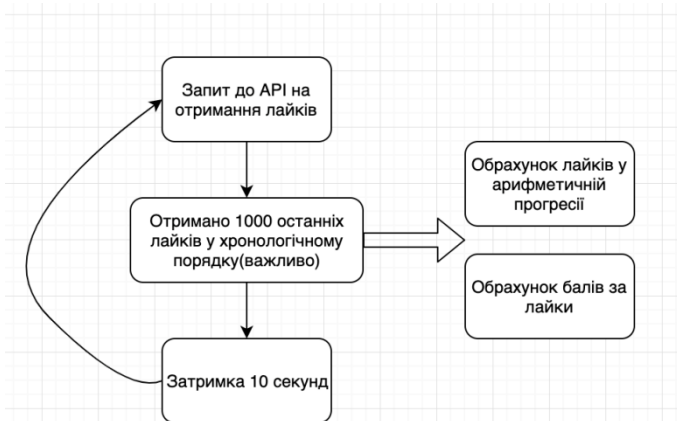 Запит до API на
отримання лайків
Отримано 1000 останніх
лайків у хронологічному
порядку(важливо)
Затримка 10 секунд
Обрахунок лайків у
арифметичній
прогресії
Обрахунок балів за
лайки